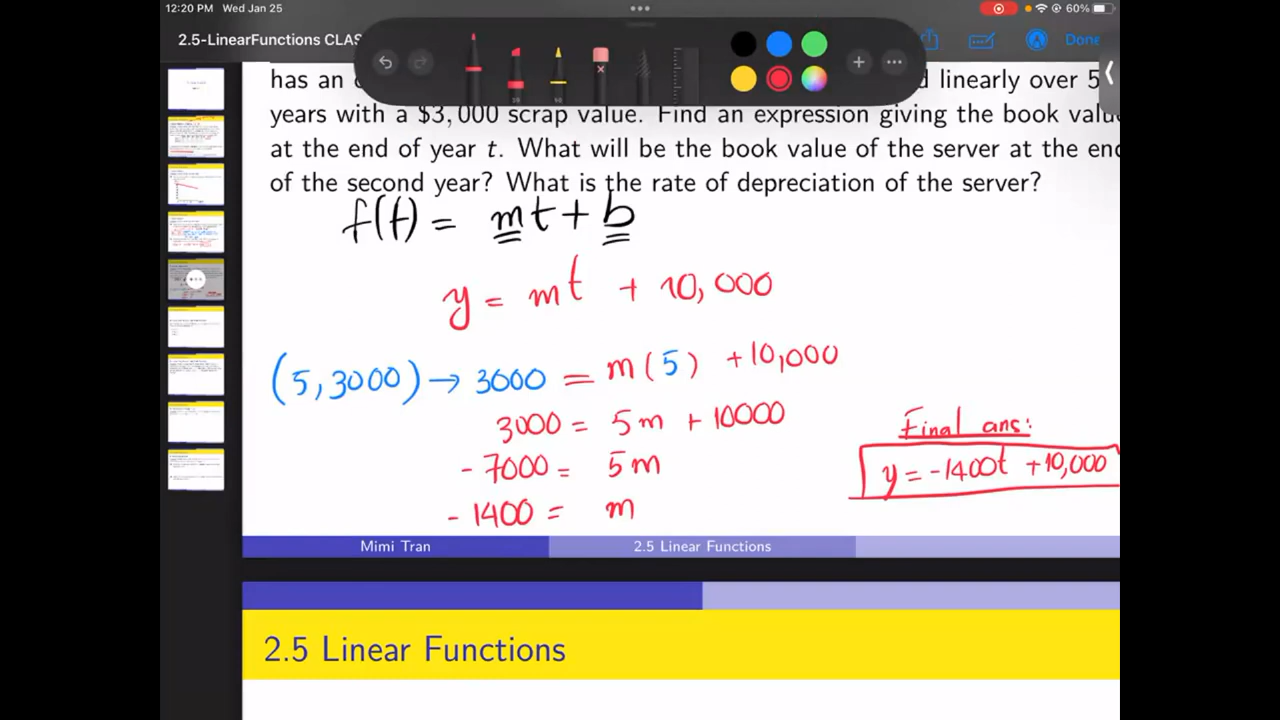 12:20 PM Wed Jan 25
60%
2.5-LinearFunctions CLAS
Done
has an
d linearly over 5
years with a $3,000 scrap value. Find an expression giving the book value
at the end of year t. What will be the book value of the server at the end
of the second year? What is the rate of depreciation of the server?
f(t) = mt + b
y = mt + 10,000
(5,3000) → 3000 = m(5) + 10,000
3000 = 5m + 10000
-7000 = 5m
-1400 = m
Final ans:
y = -1400t + 10,000
Mimi Tran
2.5 Linear Functions
2.5 Linear Functions